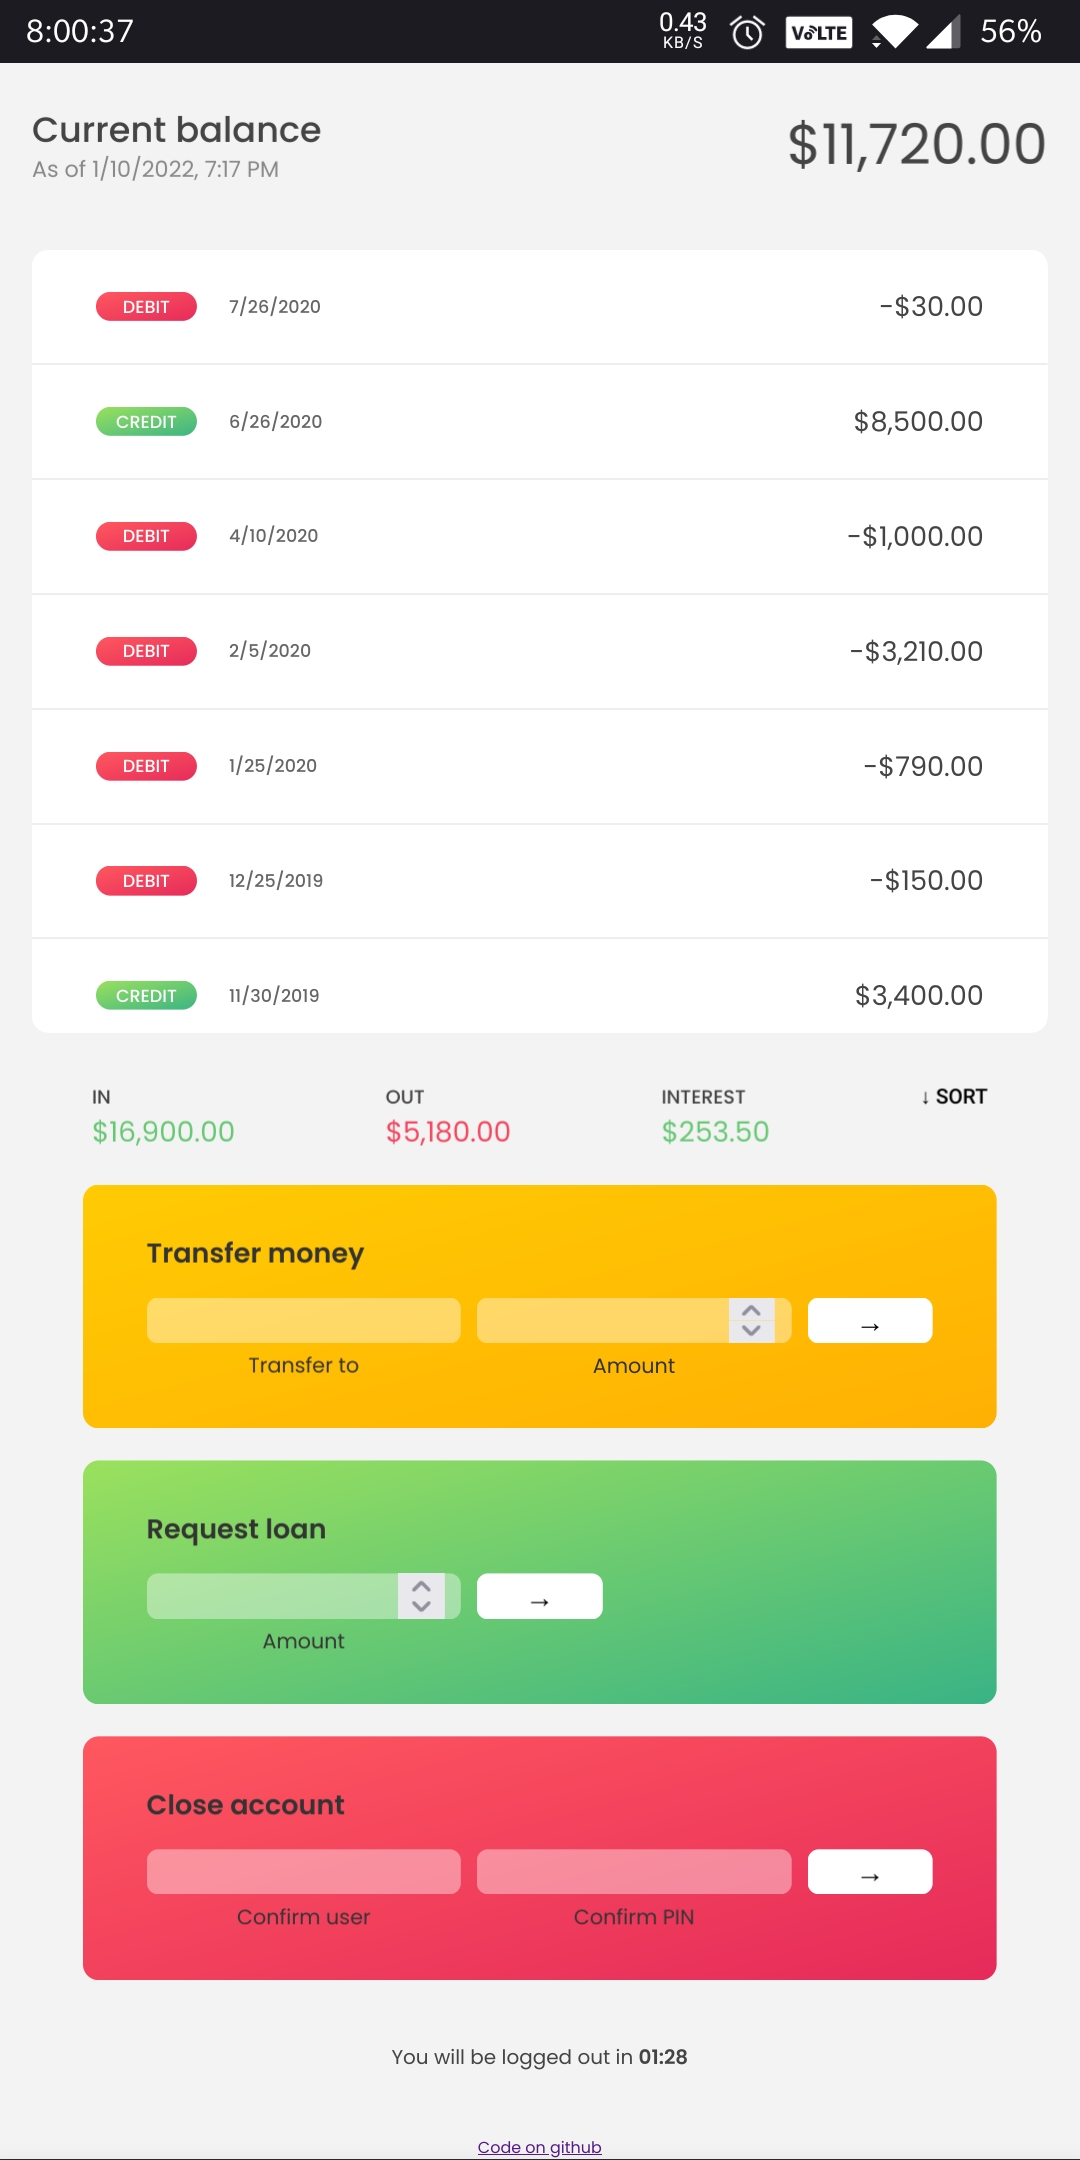 8:00:37 0.43 KB/S VoLTE 56%
Current balance
As of 1/10/2022, 7:17 PM
$11,720.00
DEBIT 7/26/2020 -$30.00
CREDIT 6/26/2020 $8,500.00
DEBIT 4/10/2020 -$1,000.00
DEBIT 2/5/2020 -$3,210.00
DEBIT 1/25/2020 -$790.00
DEBIT 12/25/2019 -$150.00
CREDIT 11/30/2019 $3,400.00
IN OUT INTEREST ↓ SORT
$16,900.00 $5,180.00 $253.50
Transfer money
→
Transfer to Amount
Request loan
→
Amount
Close account
→
Confirm user Confirm PIN
You will be logged out in 01:28
Code on github